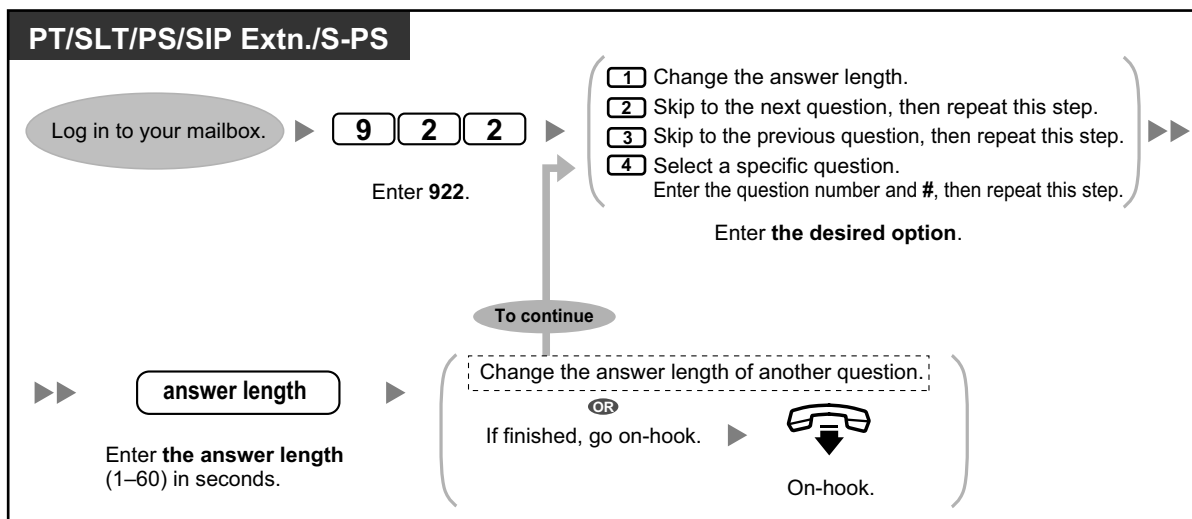 PT/SLT/PS/SIP Extn./S-PS
Log in to your mailbox.
9 2 2
Enter 922.
1 Change the answer length.
2 Skip to the next question, then repeat this step.
3 Skip to the previous question, then repeat this step.
4 Select a specific question.
Enter the question number and #, then repeat this step.
Enter the desired option.
To continue
answer length
Enter the answer length
(1–60) in seconds.
Change the answer length of another question.
OR
If finished, go on-hook.
On-hook.